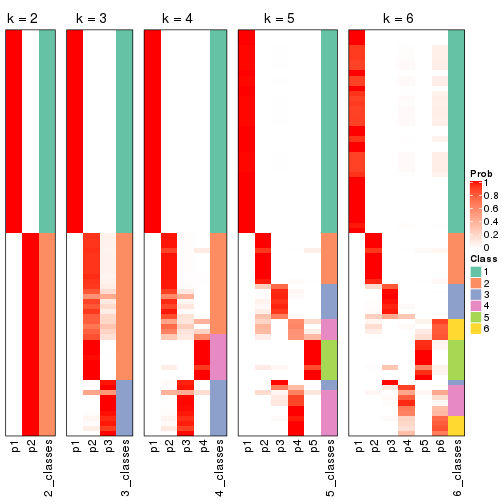 k = 2
k = 3
k = 4
k = 5
k = 6
p1
p2
2_classes
p1
p2
p3
3_classes
p1
p2
p3
p4
4_classes
p1
p2
p3
p4
p5
5_classes
p1
p2
p3
p4
p5
p6
6_classes
Prob
1
0.8
0.6
0.4
0.2
0
Class
1
2
3
4
5
6